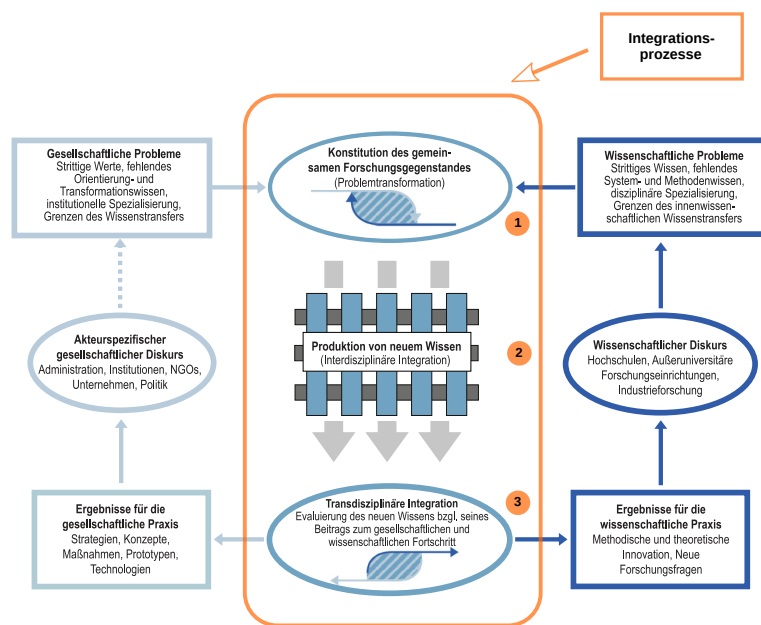 Integrations-
prozesse
Gesellschaftliche Probleme
Strittige Werte, fehlendes
Orientierung- und
Transformationswissen,
institutionelle Spezialisierung,
Grenzen des Wissenstransfers
Konstitution des gemein-
samen Forschungsgegenstandes
(Problemtransformation)
1
Wissenschaftliche Probleme
Strittiges Wissen, fehlendes
System- und Methodenwissen,
disziplinäre Spezialisierung,
Grenzen des innenwissen-
schaftlichen Wissenstransfers
Akteurspezifischer
gesellschaftlicher Diskurs
Administration, Institutionen, NGOs,
Unternehmen, Politik
Produktion von neuem Wissen
(Interdisziplinäre Integration)
2
Wissenschaftlicher Diskurs
Hochschulen, Außeruniversitäre
Forschungseinrichtungen,
Industrieforschung
Ergebnisse für die
gesellschaftliche Praxis
Strategien, Konzepte,
Maßnahmen, Prototypen,
Technologien
3
Transdisziplinäre Integration
Evaluierung des neuen Wissens bzgl. seines
Beitrags zum gesellschaftlichen und
wissenschaftlichen Fortschritt
Ergebnisse für die
wissenschaftliche Praxis
Methodische und theoretische
Innovation, Neue
Forschungsfragen